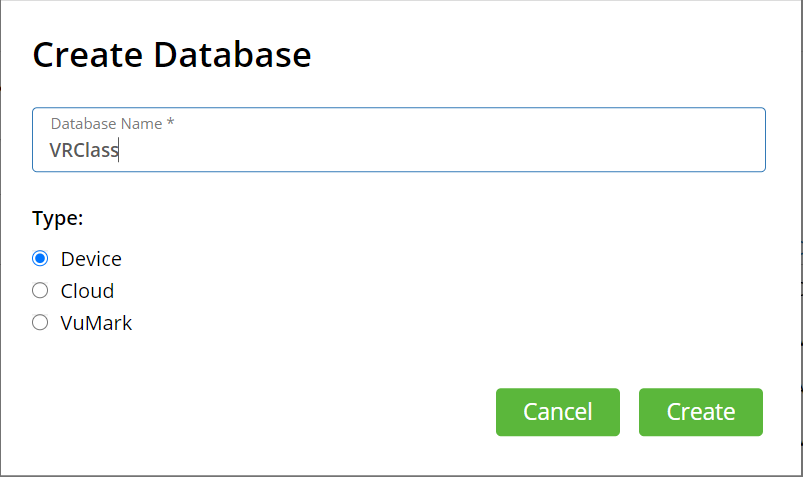 Create Database
Database Name *
VRClass
Type:
Device
Cloud
VuMark
Cancel
Create